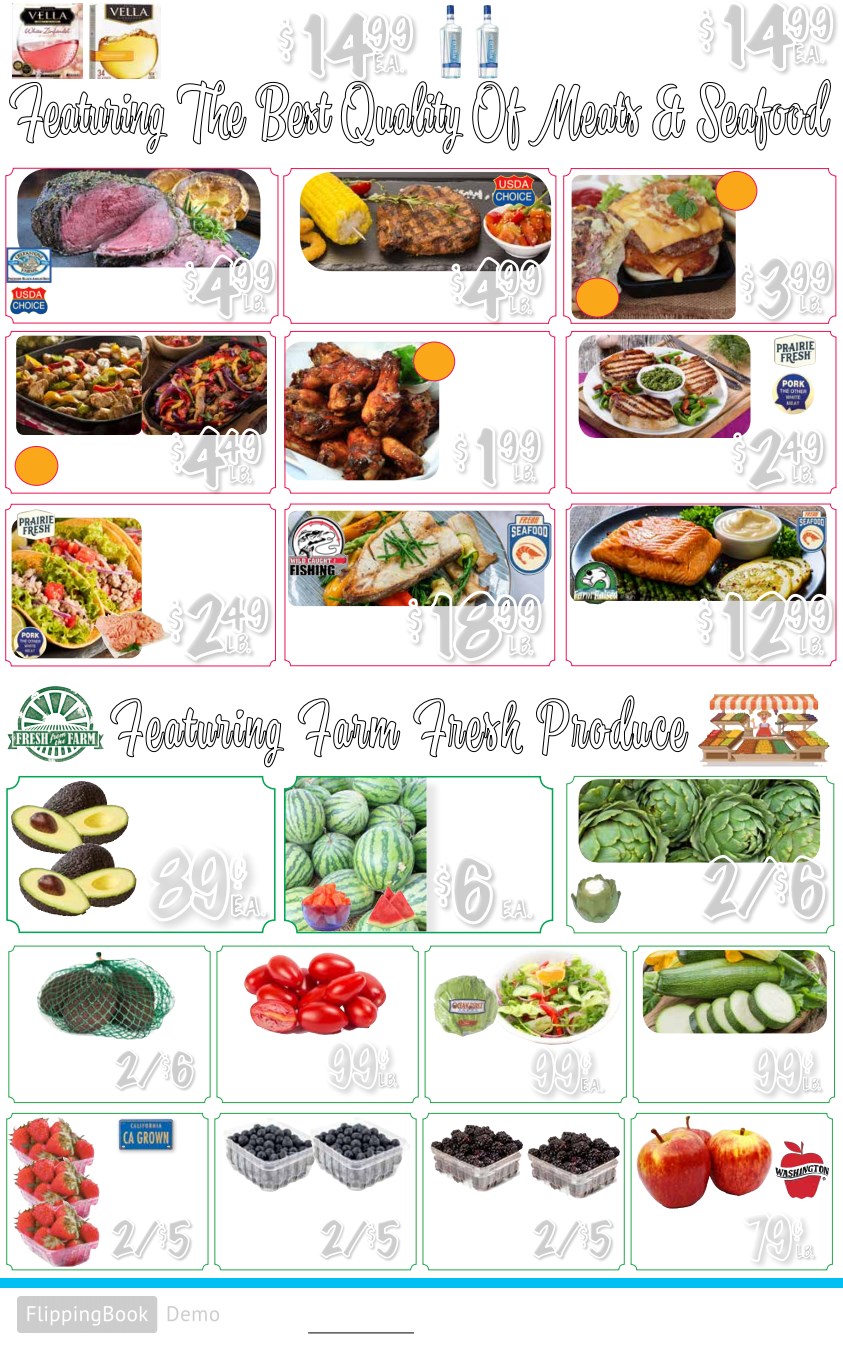 VELLA
White Zinfandel
VELLA
34
$14.99 EA.
$14.99 EA.
Featuring The Best Quality Of Meats & Seafood
USDA
CHOICE
$4.99 LB.
USDA
CHOICE
$4.99 LB.
$3.99 LB.
$4.49 LB.
$1.99 LB.
PRAIRIE
FRESH
PORK
THE OTHER
WHITE
MEAT
$2.49 LB.
PRAIRIE
FRESH
PORK
THE OTHER
WHITE
MEAT
$2.49 LB.
WILD CAUGHT
FISHING
FRESH
SEAFOOD
$18.99 LB.
FRESH
SEAFOOD
Farm Raised
$12.99 LB.
FRESH from the FARM
Featuring Farm Fresh Produce
89¢ EA.
$6 EA.
2/$6
2/$6
99¢ LB.
99¢ EA.
99¢ LB.
CALIFORNIA
CA GROWN
2/$5
2/$5
2/$5
WASHINGTON
79¢ LB.
FlippingBook Demo